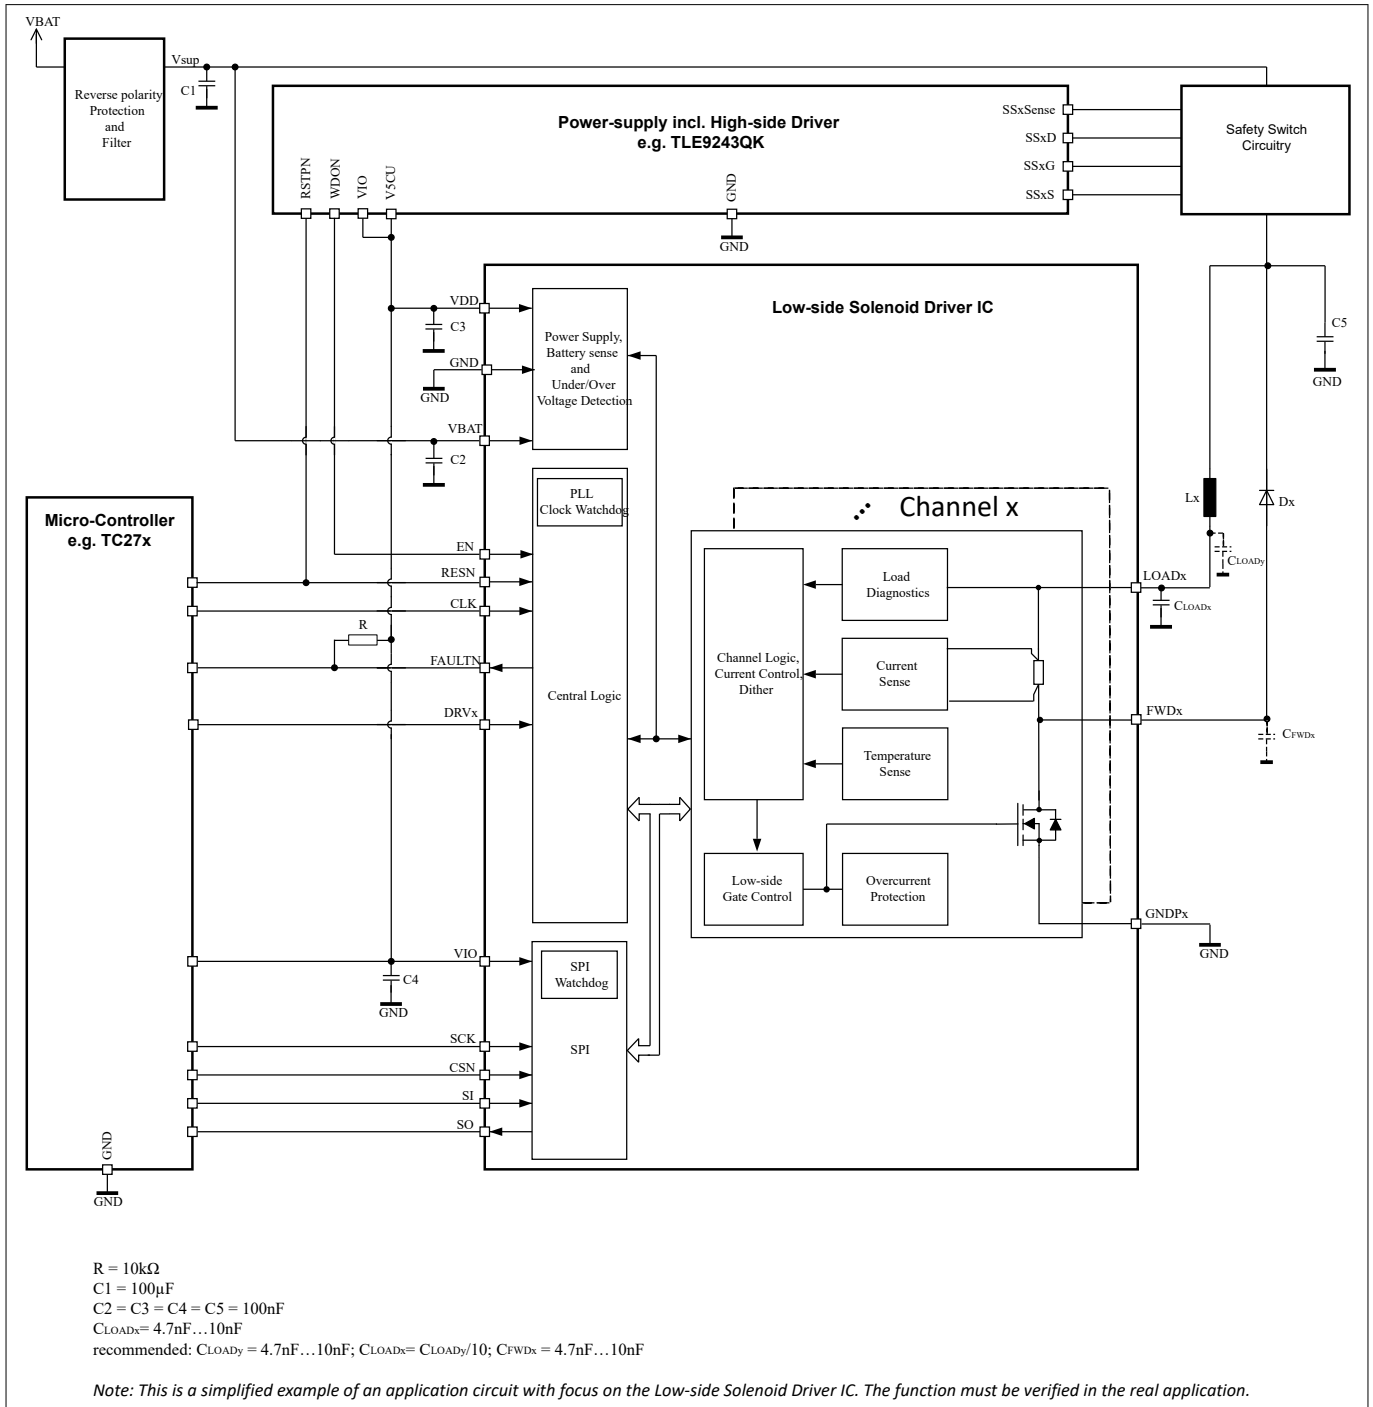 VBAT
Reverse polarity
Protection
and
Filter
Vsup
C1
Power-supply incl. High-side Driver
e.g. TLE9243QK
RSTPN
WDON
VIO
V5CU
GND
GND
SSxSense
SSxD
SSxG
SSxS
Safety Switch
Circuitry
Low-side Solenoid Driver IC
VDD
C3
GND
GND
VBAT
C2
Power Supply,
Battery sense
and
Under/Over
Voltage Detection
C5
GND
Micro-Controller
e.g. TC27x
PLL
Clock Watchdog
EN
RESN
CLK
R
FAULTN
DRVx
Central Logic
Channel x
Load
Diagnostics
Channel Logic,
Current Control,
Dither
Current
Sense
Temperature
Sense
Low-side
Gate Control
Overcurrent
Protection
Lx
Dx
CLOADy
LOADx
CLOADx
FWDx
CFWDx
GNDPx
GND
VIO
C4
GND
SPI
Watchdog
SCK
CSN
SI
SO
SPI
GND
GND
R = 10kΩ
C1 = 100µF
C2 = C3 = C4 = C5 = 100nF
CLOADx= 4.7nF…10nF
recommended: CLOADy = 4.7nF…10nF; CLOADx= CLOADy/10; CFWDx = 4.7nF…10nF
Note: This is a simplified example of an application circuit with focus on the Low-side Solenoid Driver IC. The function must be verified in the real application.